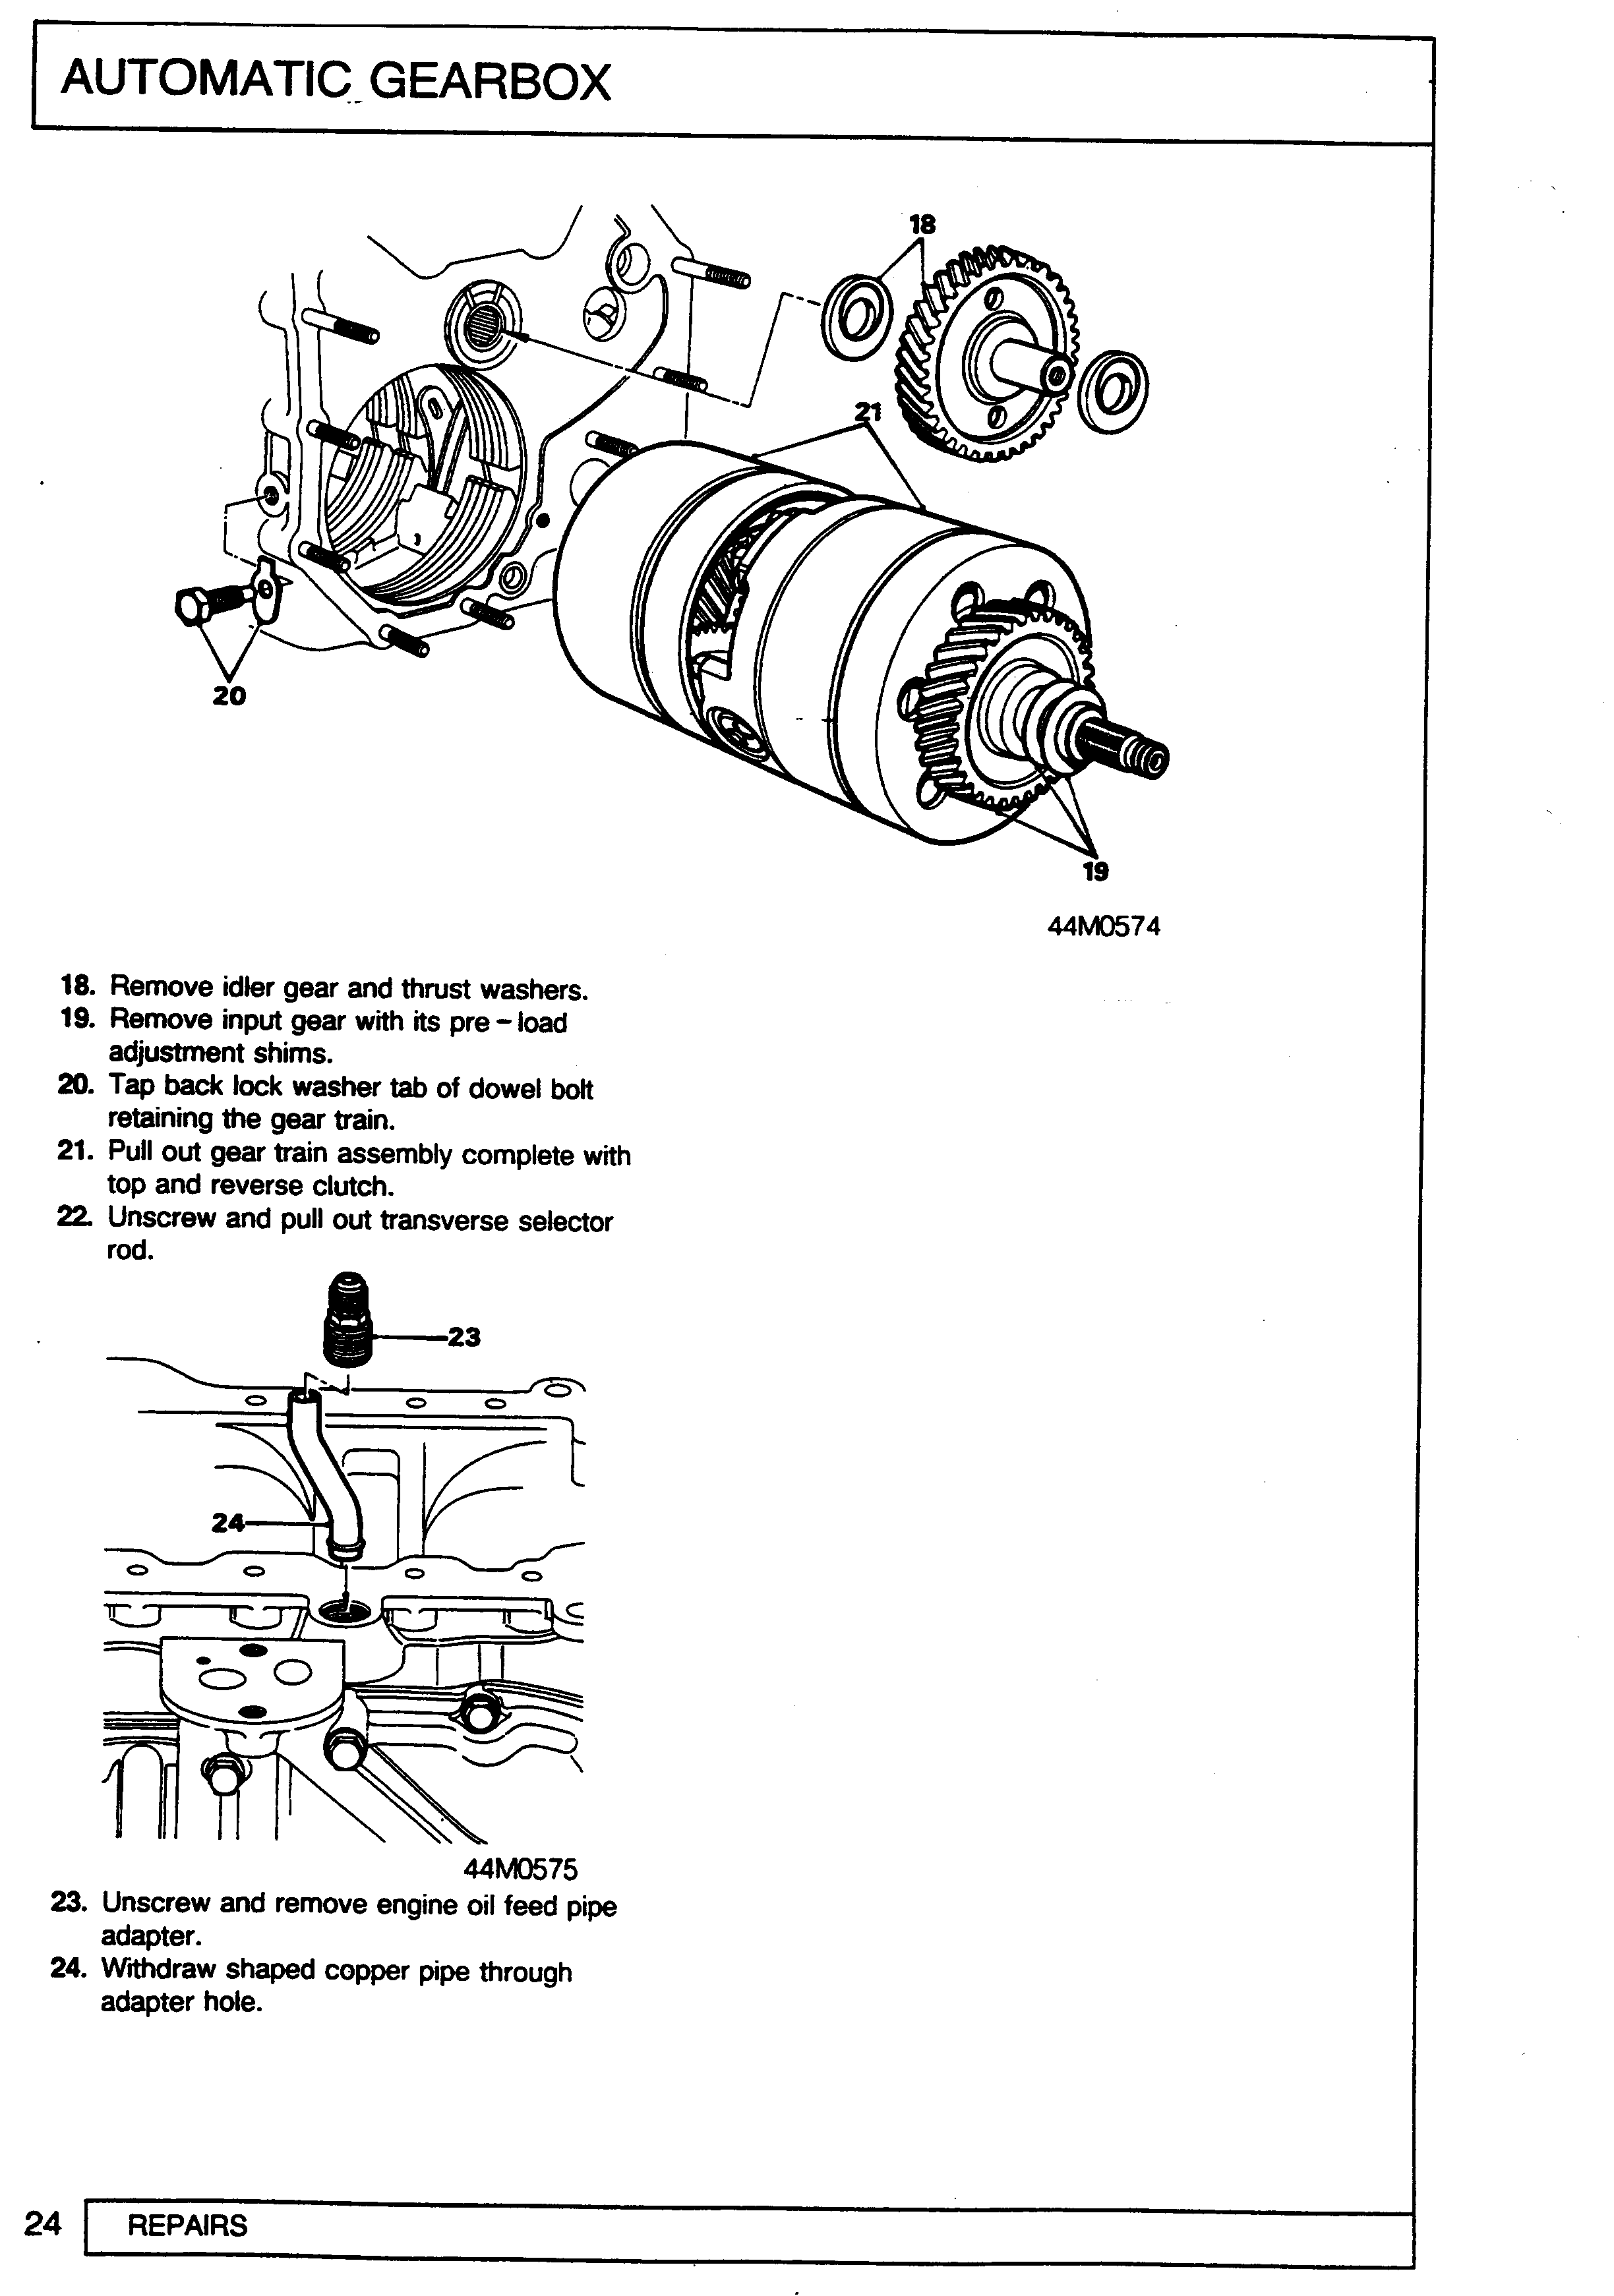 AUTOMATIC GEARBOX
18
21
20
19
44M0574
18. Remove idler gear and thrust washers.
19. Remove input gear with its pre – load
adjustment shims.
20. Tap back lock washer tab of dowel bolt
retaining the gear train.
21. Pull out gear train assembly complete with
top and reverse clutch.
22. Unscrew and pull out transverse selector
rod.
23
24
44M0575
23. Unscrew and remove engine oil feed pipe
adapter.
24. Withdraw shaped copper pipe through
adapter hole.
24 REPAIRS